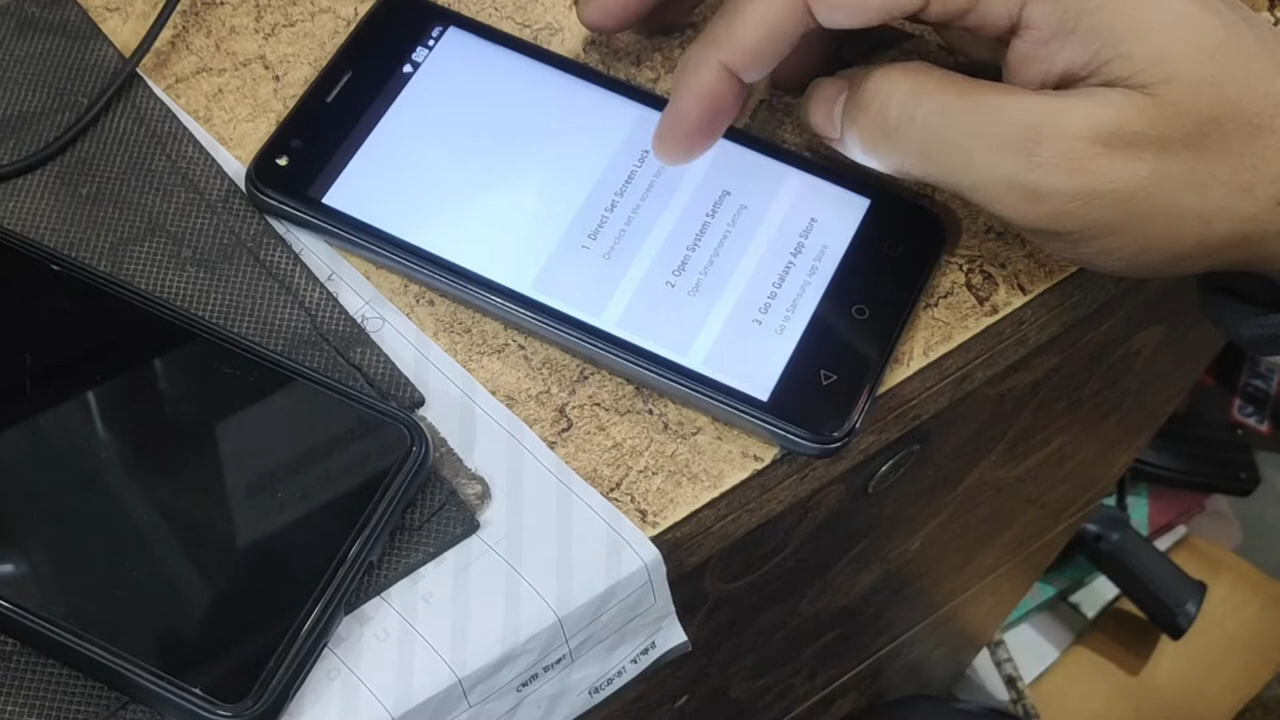 1. Direct Set Screen Lock
One-click set the screen lock
2. Open System Setting
Open Smartphone's Setting
3. Go to Galaxy App Store
Go to Samsung App Store
মোট টাকা
বিক্রেতা স্বাক্ষর